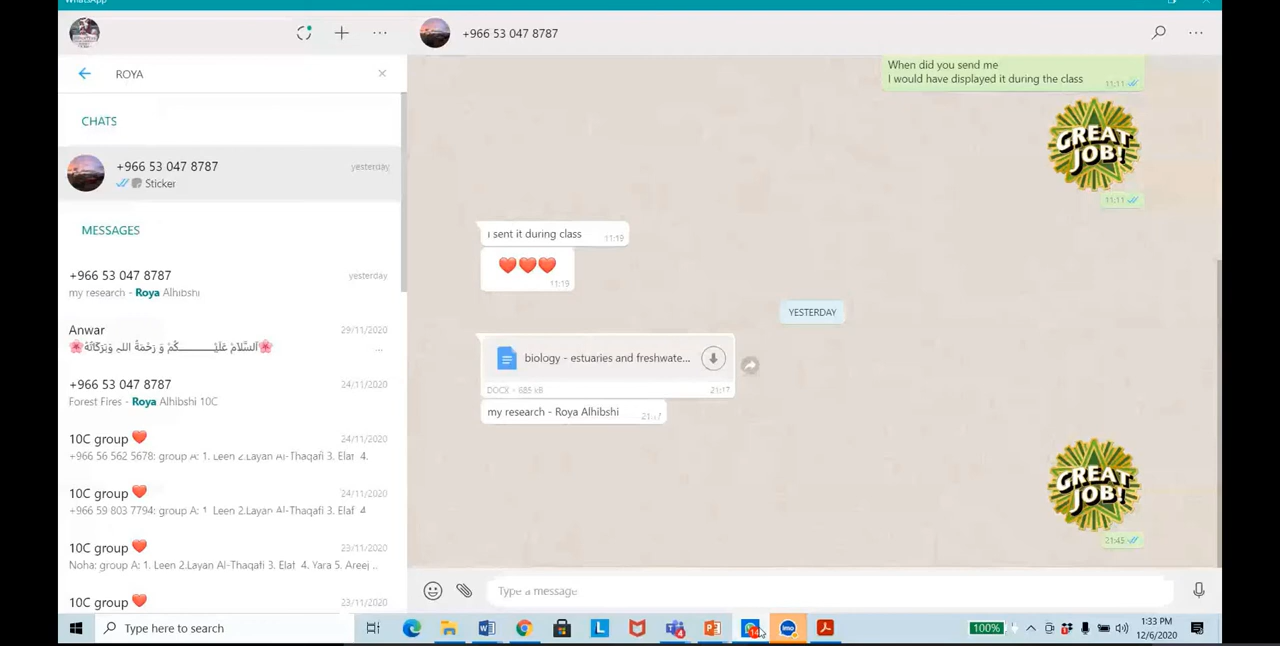 WhatsApp
+966 53 047 8787
ROYA
When did you send me
I would have displayed it during the class
11:11
CHATS
GREAT
JOB!
+966 53 047 8787
yesterday
Sticker
11:11
MESSAGES
i sent it during class
11:19
❤️❤️❤️
11:19
+966 53 047 8787
yesterday
my research - Roya Alhibshi
YESTERDAY
Anwar
29/11/2020
...
biology - estuaries and freshwate...
DOCX - 685 kB
21:17
+966 53 047 8787
24/11/2020
Forest Fires - Roya Alhibshi 10C
my research - Roya Alhibshi
21:17
10C group ❤️
24/11/2020
+966 56 562 5678: group A: 1. Leen 2.Layan Al-Thaqafi 3. Elaf 4.
GREAT
JOB!
10C group ❤️
24/11/2020
+966 59 803 7794: group A: 1. Leen 2.Layan Al-Thaqafi 3. Elaf 4
21:45
10C group ❤️
23/11/2020
Noha: group A: 1. Leen 2.Layan Al-Thaqafi 3. Elaf 4. Yara 5. Areej ..
10C group ❤️
23/11/2020
Type a message
Type here to search
imo
100%
1:33 PM
12/6/2020